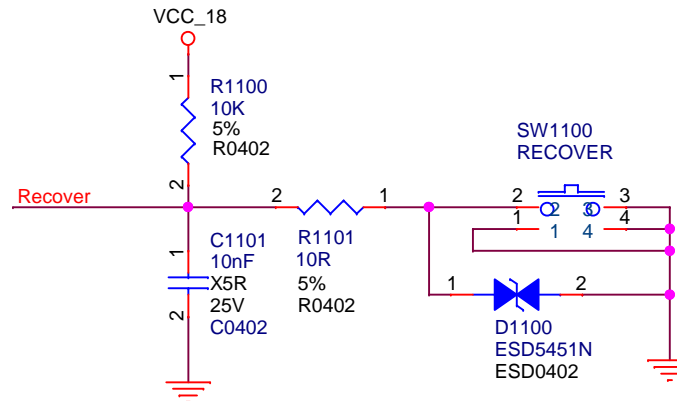 VCC_18
1
R1100
10K
5%
R0402
2
SW1100
RECOVER
Recover
2
1
2
3
2
3
1
4
1
4
1
C1101
10nF
X5R
25V
C0402
2
R1101
10R
5%
R0402
1
2
D1100
ESD5451N
ESD0402